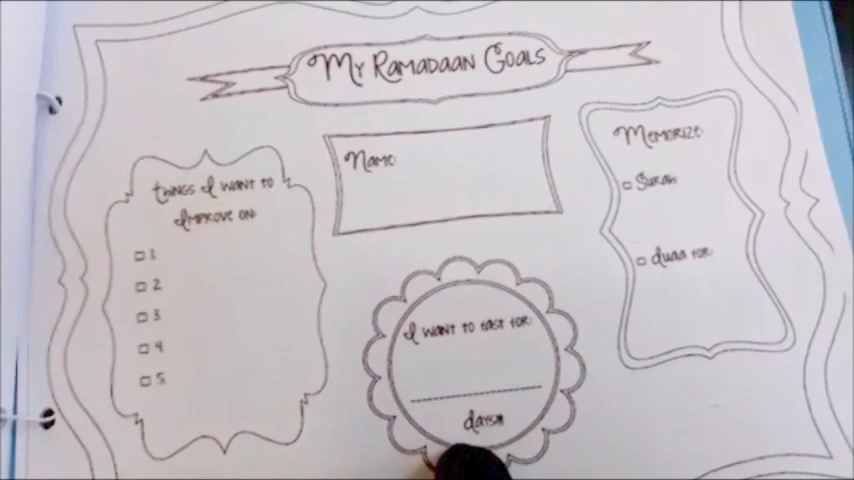 My Ramadaan Goals
Things I want to
Improve on:
1.
2.
3.
4.
5.
Name:
I want to fast for:
days!!!
Memorize:
Surah
duaa for: